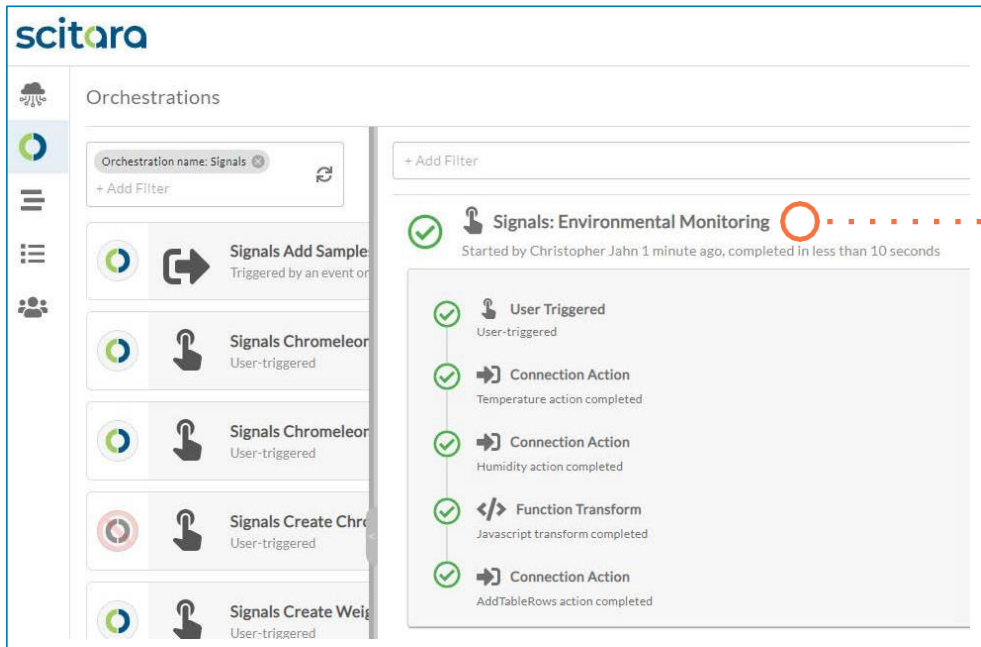 scitara
Orchestrations
Orchestration name: Signals
+ Add Filter
Signals Add Sample
Triggered by an event or
Signals Chromeleon
User-triggered
Signals Chromeleon
User-triggered
Signals Create Chro
User-triggered
Signals Create Weig
User-triggered
+ Add Filter
Signals: Environmental Monitoring
Started by Christopher Jahn 1 minute ago, completed in less than 10 seconds
User Triggered
User-triggered
Connection Action
Temperature action completed
Connection Action
Humidity action completed
</> Function Transform
Javascript transform completed
Connection Action
AddTableRows action completed